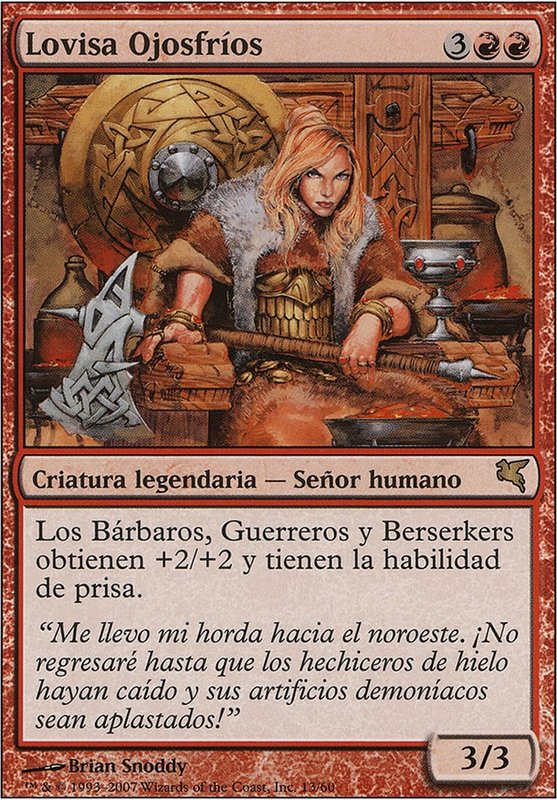 Lovisa Ojosfríos 3
Criatura legendaria — Señor humano
Los Bárbaros, Guerreros y Berserkers
obtienen +2/+2 y tienen la habilidad
de prisa.
“Me llevo mi horda hacia el noroeste. ¡No
regresaré hasta que los hechiceros de hielo
hayan caído y sus artificios demoníacos
sean aplastados!”
3/3
Brian Snoddy
™ & © 1993–2007 Wizards of the Coast, Inc. 13/60